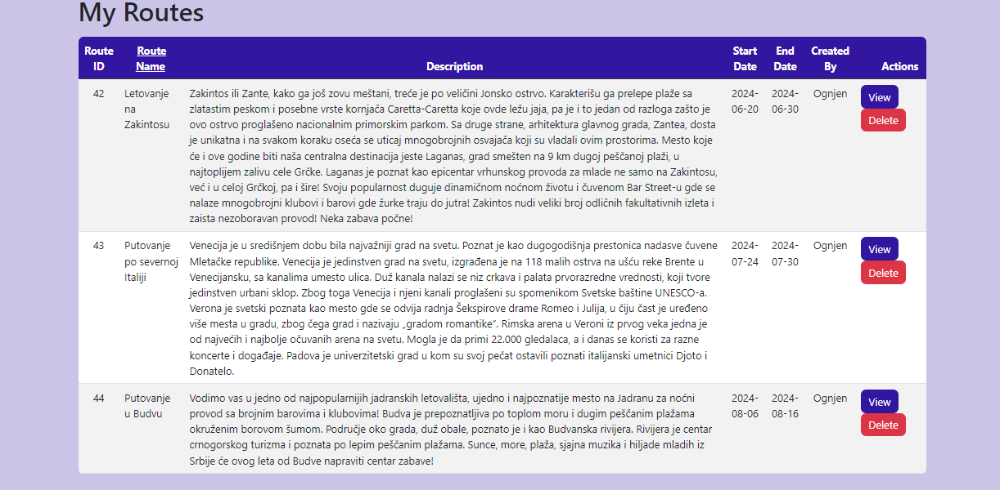 My Routes
Route ID Route Name Description Start Date End Date Created By Actions
42 Letovanje na Zakintosu
Zakintos ili Zante, kako ga još zovu meštani, treće je po veličini Jonsko ostrvo. Karakterišu ga prelepe plaže sa
zlatastim peskom i posebne vrste kornjača Caretta-Caretta koje ovde ležu jaja, pa je i to jedan od razloga zašto je
ovo ostrvo proglašeno nacionalnim primorskim parkom. Sa druge strane, arhitektura glavnog grada, Zantea, dosta
je unikatna i na svakom koraku oseća se uticaj mnogobrojnih osvajača koji su vladali ovim prostorima. Mesto koje
će i ove godine biti naša centralna destinacija jeste Laganas, grad smešten na 9 km dugoj peščanoj plaži, u
najtoplijem zalivu cele Grčke. Laganas je poznat kao epicentar vrhunskog provoda za mlade ne samo na Zakintosu,
već i u celoj Grčkoj, pa i šire! Svoju popularnost duguje dinamičnom noćnom životu i čuvenom Bar Street-u gde se
nalaze mnogobrojni klubovi i barovi gde žurke traju do jutra! Zakintos nudi veliki broj odličnih fakultativnih izleta i
zaista nezoboravan provod! Neka zabava počne!
2024-06-20 2024-06-30 Ognjen View
Delete
43 Putovanje po severnoj Italiji
Venecija je u središnjem dobu bila najvažniji grad na svetu. Poznat je kao dugogodišnja prestonica nadasve čuvene
Mletačke republike. Venecija je jedinstven grad na svetu, izgrađena je na 118 malih ostrva na ušću reke Brente u
Venecijansku, sa kanalima umesto ulica. Duž kanala nalazi se niz crkava i palata prvorazredne vrednosti, koji tvore
jedinstven urbani sklop. Zbog toga Venecija i njeni kanali proglašeni su spomenikom Svetske baštine UNESCO-a.
Verona je svetski poznata kao mesto gde se odvija radnja Šekspirove drame Romeo i Julija, u čiju čast je uređeno
više mesta u gradu, zbog čega grad i nazivaju „gradom romantike”. Rimska arena u Veroni iz prvog veka jedna je
od najvećih i najbolje očuvanih arena na svetu. Mogla je da primi 22.000 gledalaca, a i danas se koristi za razne
koncerte i događaje. Padova je univerzitetski grad u kom su svoj pečat ostavili poznati italijanski umetnici Djoto i
Donatelo.
2024-07-24 2024-07-30 Ognjen View
Delete
44 Putovanje u Budvu
Vodimo vas u jedno od najpopularnijih jadranskih letovališta, ujedno i najpoznatije mesto na Jadranu za noćni
provod sa brojnim barovima i klubovima! Budva je prepoznatljiva po toplom moru i dugim peščanim plažama
okruženim borovom šumom. Područje oko grada, duž obale, poznato je i kao Budvanska rivijera. Rivijera je centar
crnogorskog turizma i poznata po lepim peščanim plažama. Sunce, more, plaža, sjajna muzika i hiljade mladih iz
Srbije će ovog leta od Budve napraviti centar zabave!
2024-08-06 2024-08-16 Ognjen View
Delete